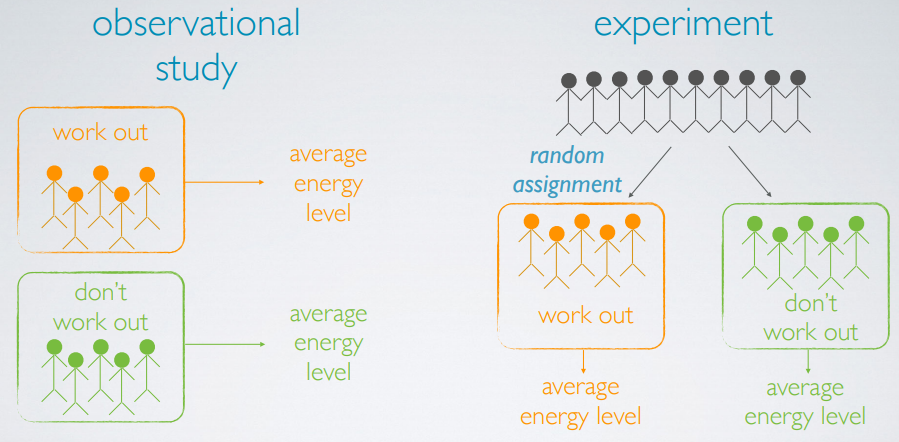 observational
study
work out
average
energy
level
don't
work out
average
energy
level
experiment
random
assignment
work out
average
energy level
don't
work out
average
energy level